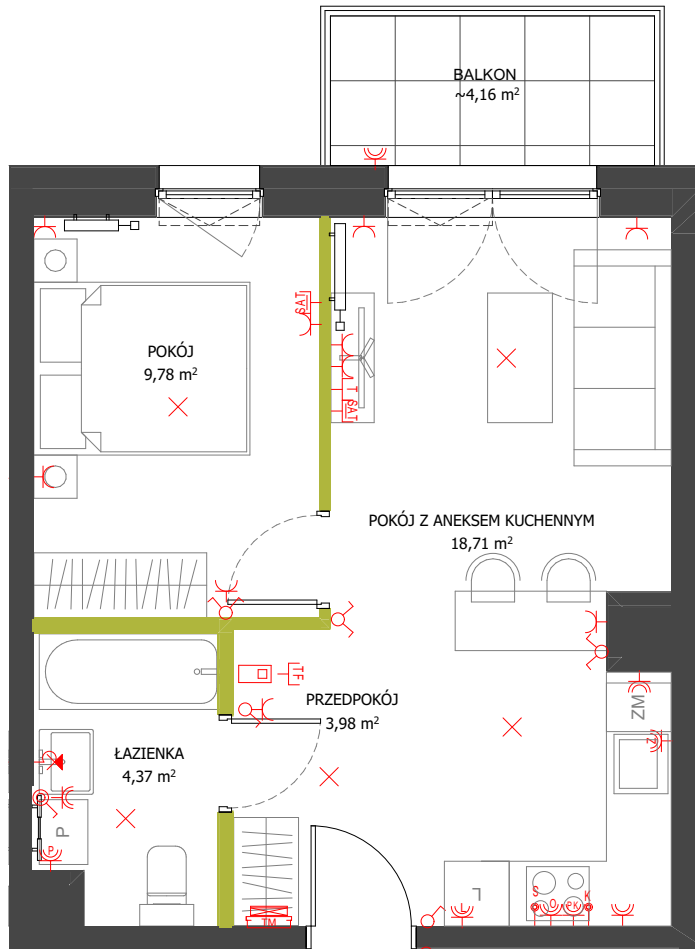 BALKON
~4,16 m²
SAT
POKÓJ
9,78 m²
T SAT
POKÓJ Z ANEKSEM KUCHENNYM
18,71 m²
TF
PRZEDPOKÓJ
3,98 m²
ZM
Z
ŁAZIENKA
4,37 m²
P
P
L
S
O
PK
K
L
TM